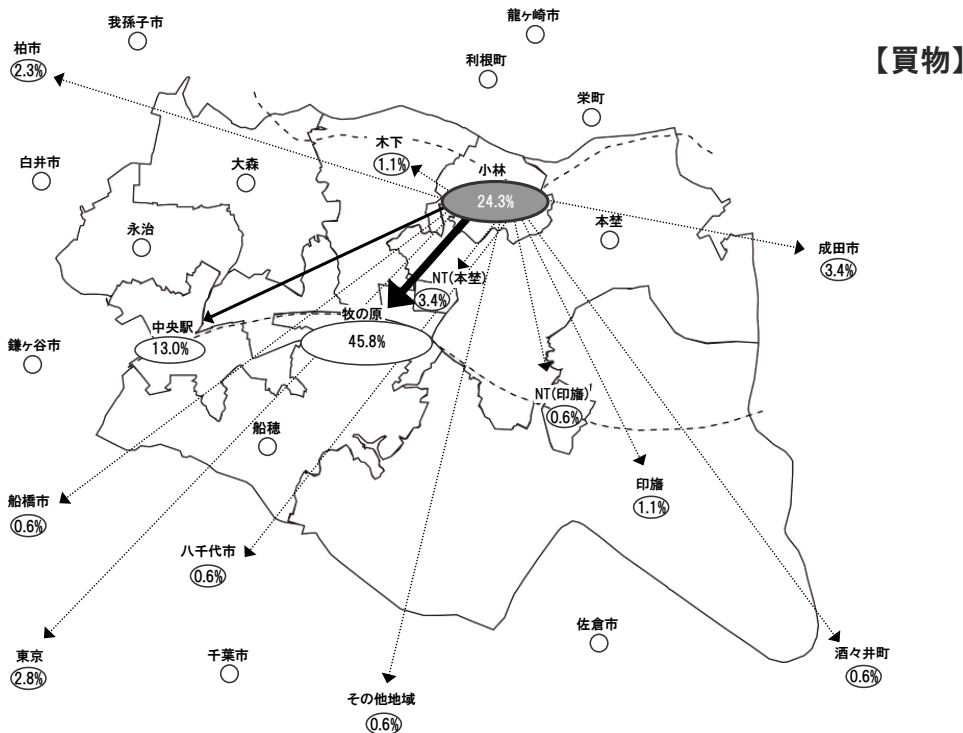 龍ケ崎市
我孫子市
【買物】
柏市
2.3%
利根町
栄町
木下
1.1%
白井市
大森
小林
24.3%
永治
本埜
成田市
3.4%
NT(本埜)
3.4%
牧の原
45.8%
中央駅
13.0%
鎌ケ谷市
NT(印旛)
0.6%
船穂
印旛
1.1%
船橋市
0.6%
八千代市
0.6%
佐倉市
東京
2.8%
千葉市
酒々井町
0.6%
その他地域
0.6%